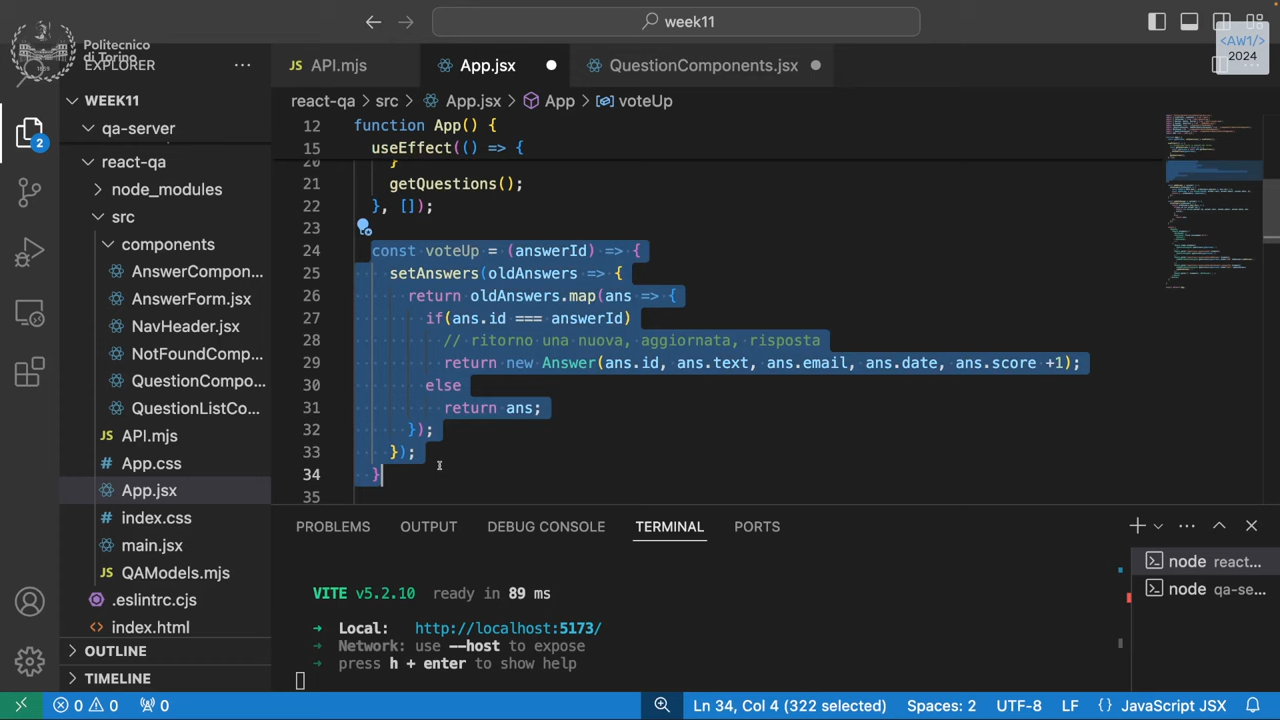 week11
Politecnico
di Torino
1859
<AW1/>
2024
EXPLORER
API.mjs
App.jsx
QuestionComponents.jsx
WEEK11
qa-server
react-qa
node_modules
src
components
AnswerCompon...
AnswerForm.jsx
NavHeader.jsx
NotFoundComp...
QuestionCompo...
QuestionListCo...
API.mjs
App.css
App.jsx
index.css
main.jsx
QAModels.mjs
.eslintrc.cjs
index.html
OUTLINE
TIMELINE
2
react-qa > src > App.jsx > App > voteUp
12 function App() {
15 useEffect(() => {
20 }
21 getQuestions();
22 }, []);
23
24 const voteUp = (answerId) => {
25 setAnswers(oldAnswers => {
26 return oldAnswers.map(ans => {
27 if(ans.id === answerId)
28 // ritorno una nuova, aggiornata, risposta
29 return new Answer(ans.id, ans.text, ans.email, ans.date, ans.score +1);
30 else
31 return ans;
32 });
33 });
34 }
35
PROBLEMS OUTPUT DEBUG CONSOLE TERMINAL PORTS
VITE v5.2.10 ready in 89 ms
➜ Local: http://localhost:5173/
➜ Network: use --host to expose
➜ press h + enter to show help
node react...
node qa-se...
0 0 0 Ln 34, Col 4 (322 selected) Spaces: 2 UTF-8 LF {} JavaScript JSX